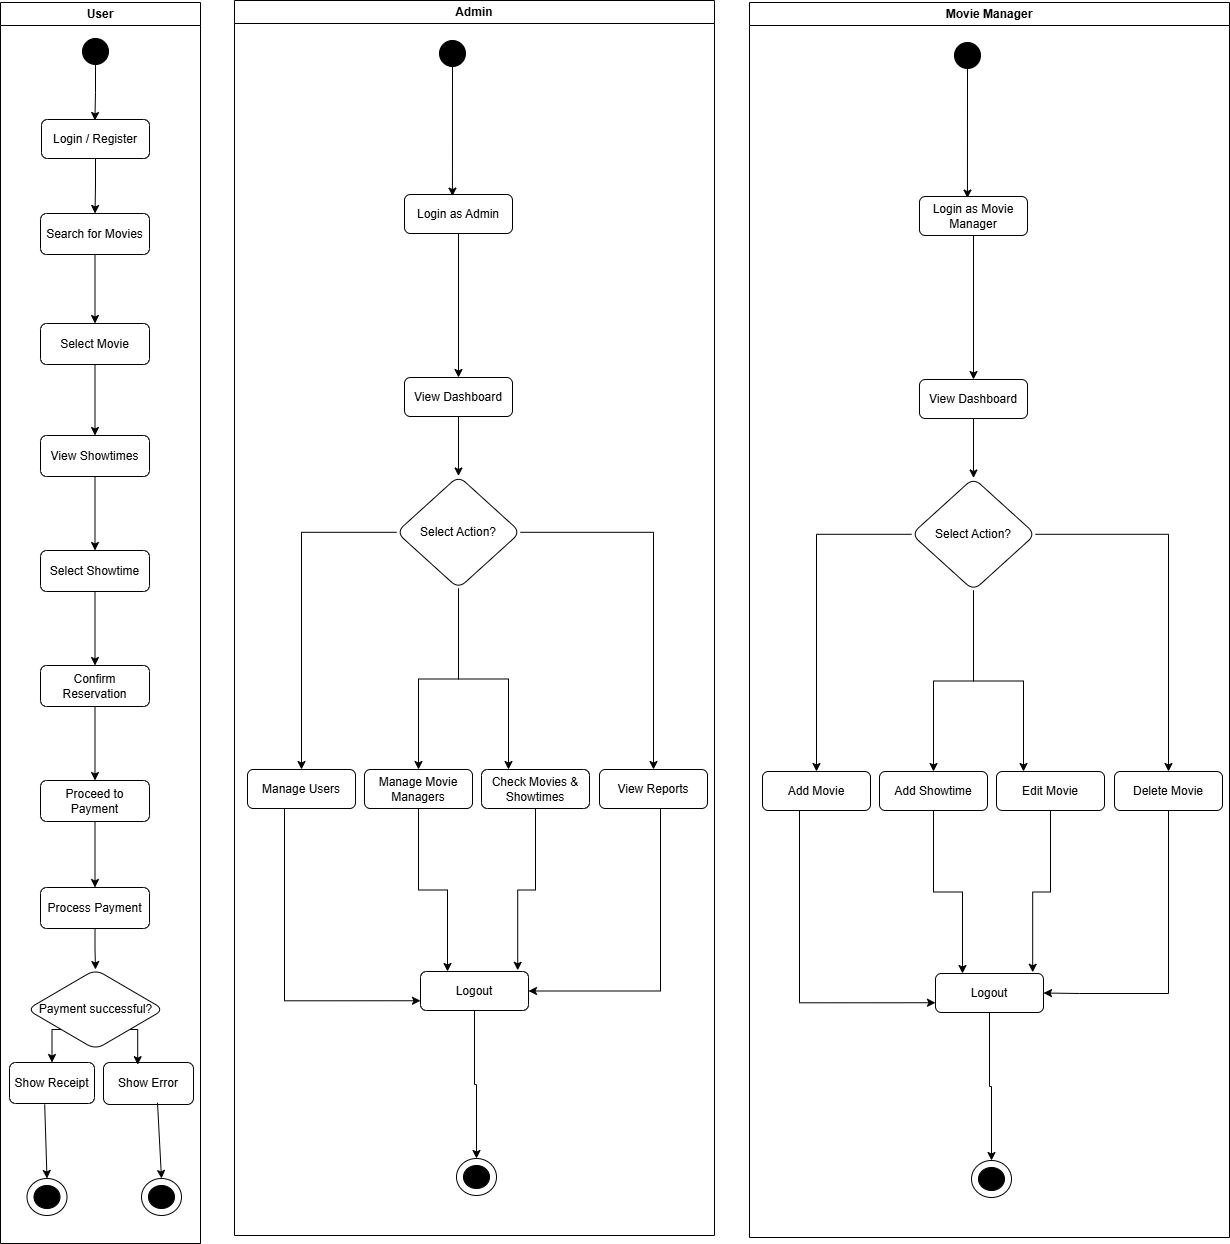 User
Login / Register
Search for Movies
Select Movie
View Showtimes
Select Showtime
Confirm
Reservation
Proceed to
Payment
Process Payment
Payment successful?
Show Receipt
Show Error
Admin
Login as Admin
View Dashboard
Select Action?
Manage Users
Manage Movie
Managers
Check Movies &
Showtimes
View Reports
Logout
Movie Manager
Login as Movie
Manager
View Dashboard
Select Action?
Add Movie
Add Showtime
Edit Movie
Delete Movie
Logout